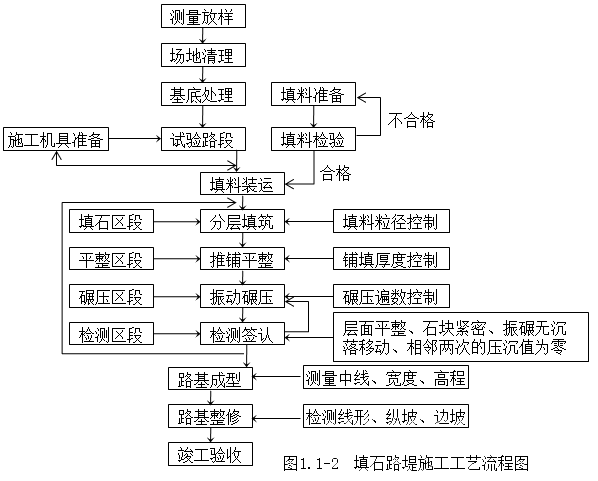 测量放样
场地清理
基底处理
填料准备
不合格
施工机具准备
试验路段
填料检验
合格
填料装运
填石区段
分层填筑
填料粒径控制
平整区段
推铺平整
铺填厚度控制
碾压区段
振动碾压
碾压遍数控制
检测区段
检测签认
层面平整、石块紧密、振碾无沉
落移动、相邻两次的压沉值为零
路基成型
测量中线、宽度、高程
路基整修
检测线形、纵坡、边坡
竣工验收
图1.1-2 填石路堤施工工艺流程图